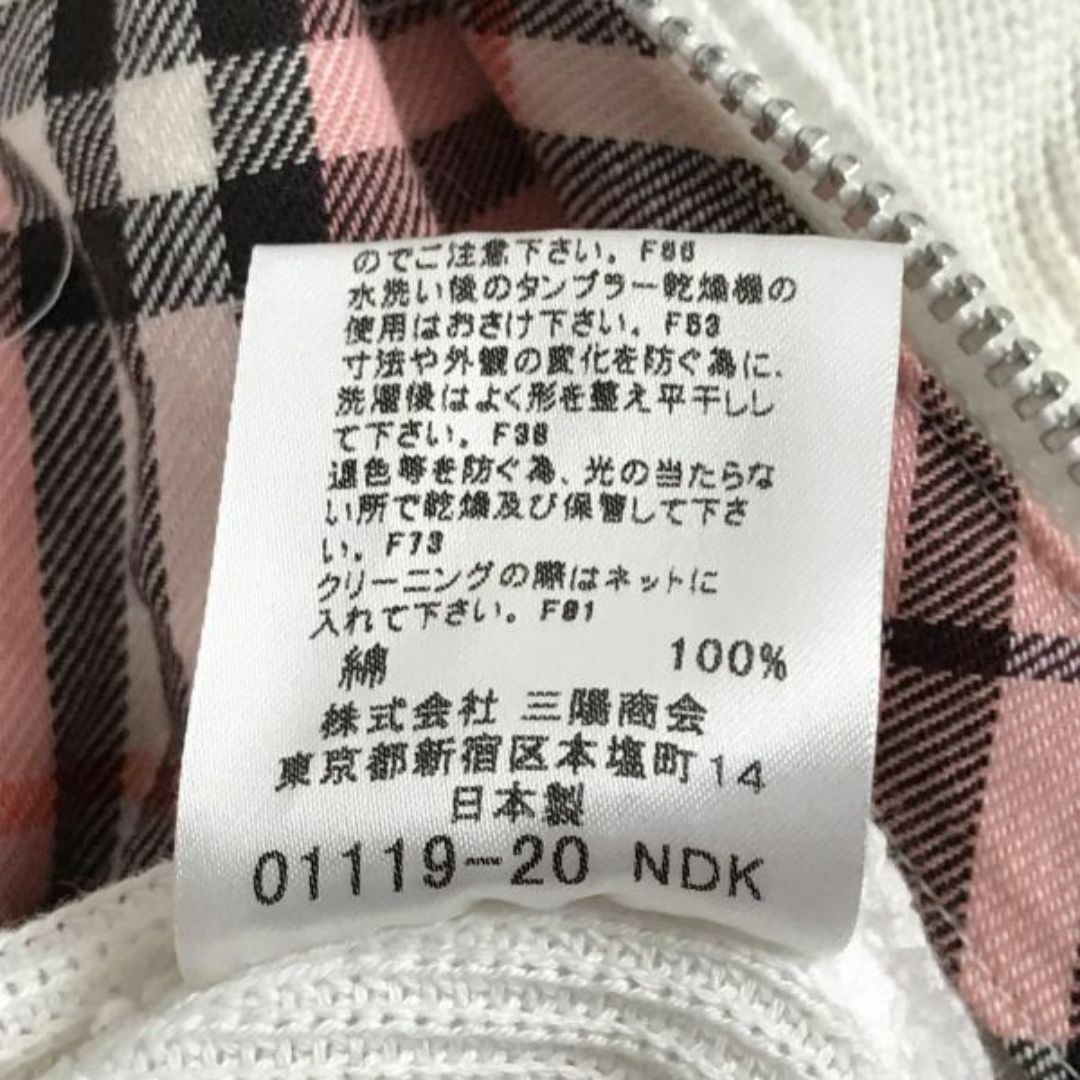 のでご注意下さい。F66
水洗い後のタンブラー乾燥機の
使用はおさけ下さい。F53
寸法や外観の変化を防ぐ為に、
洗濯後はよく形を整え平干しし
て下さい。F36
退色等を防ぐ為、光の当たらな
い所で乾燥及び保管して下さ
い。F73
クリーニングの際はネットに
入れて下さい。F81
綿 100%
株式会社 三陽商会
東京都新宿区本塩町14
日本製
01119-20 NDK